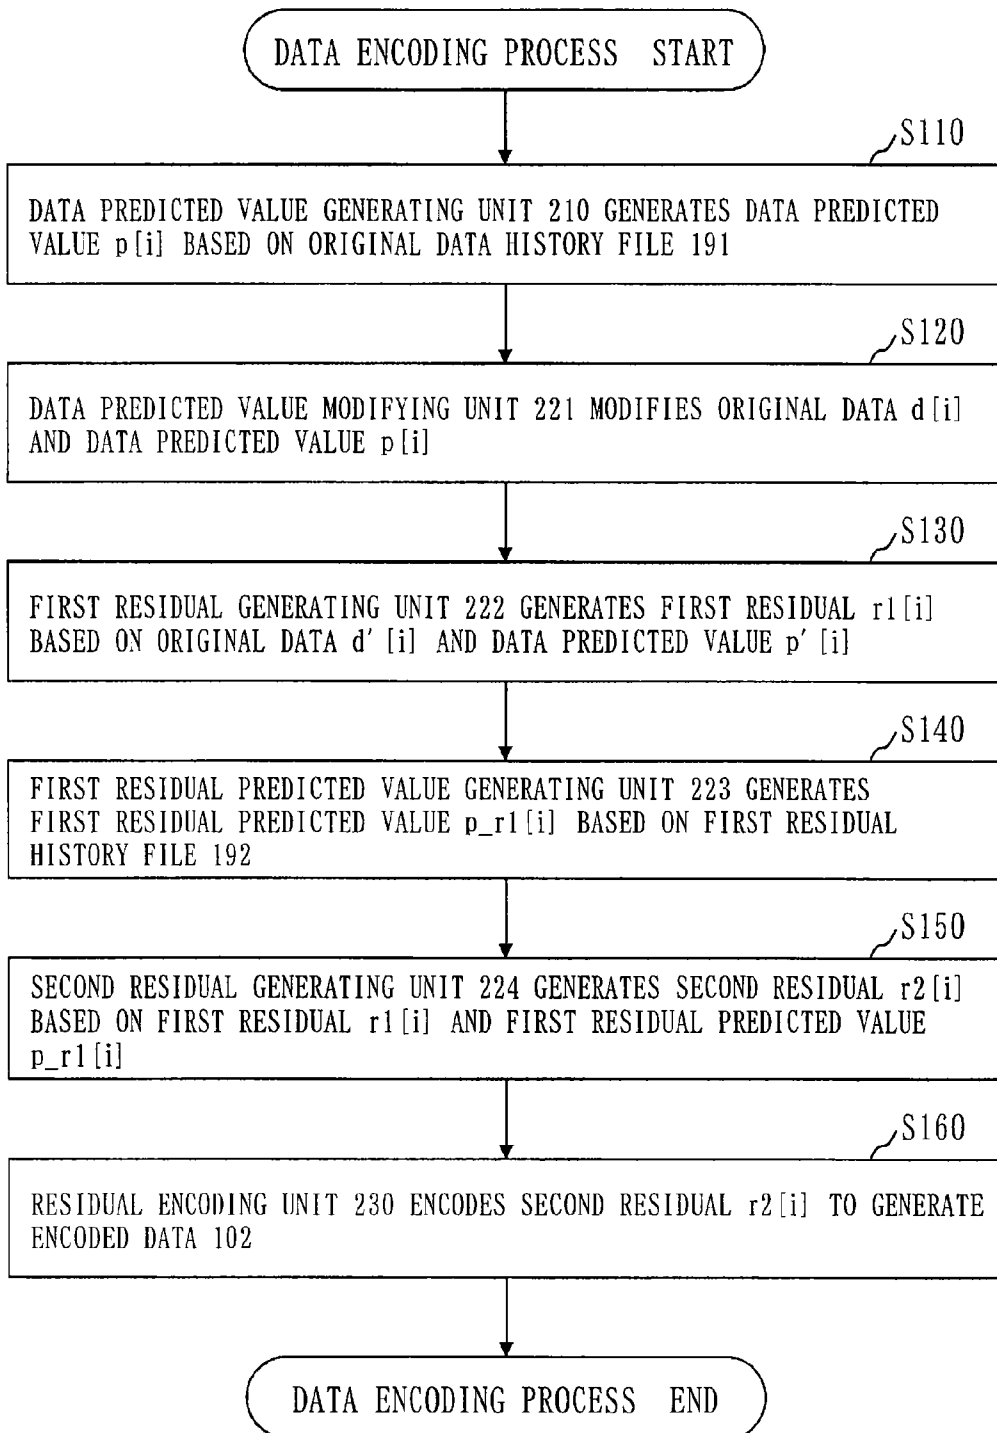 DATA ENCODING PROCESS START
S110
DATA PREDICTED VALUE GENERATING UNIT 210 GENERATES DATA PREDICTED
VALUE p[i] BASED ON ORIGINAL DATA HISTORY FILE 191
S120
DATA PREDICTED VALUE MODIFYING UNIT 221 MODIFIES ORIGINAL DATA d[i]
AND DATA PREDICTED VALUE p[i]
S130
FIRST RESIDUAL GENERATING UNIT 222 GENERATES FIRST RESIDUAL r1[i]
BASED ON ORIGINAL DATA d'[i] AND DATA PREDICTED VALUE p'[i]
S140
FIRST RESIDUAL PREDICTED VALUE GENERATING UNIT 223 GENERATES
FIRST RESIDUAL PREDICTED VALUE p_r1[i] BASED ON FIRST RESIDUAL
HISTORY FILE 192
S150
SECOND RESIDUAL GENERATING UNIT 224 GENERATES SECOND RESIDUAL r2[i]
BASED ON FIRST RESIDUAL r1[i] AND FIRST RESIDUAL PREDICTED VALUE
p_r1[i]
S160
RESIDUAL ENCODING UNIT 230 ENCODES SECOND RESIDUAL r2[i] TO GENERATE
ENCODED DATA 102
DATA ENCODING PROCESS END